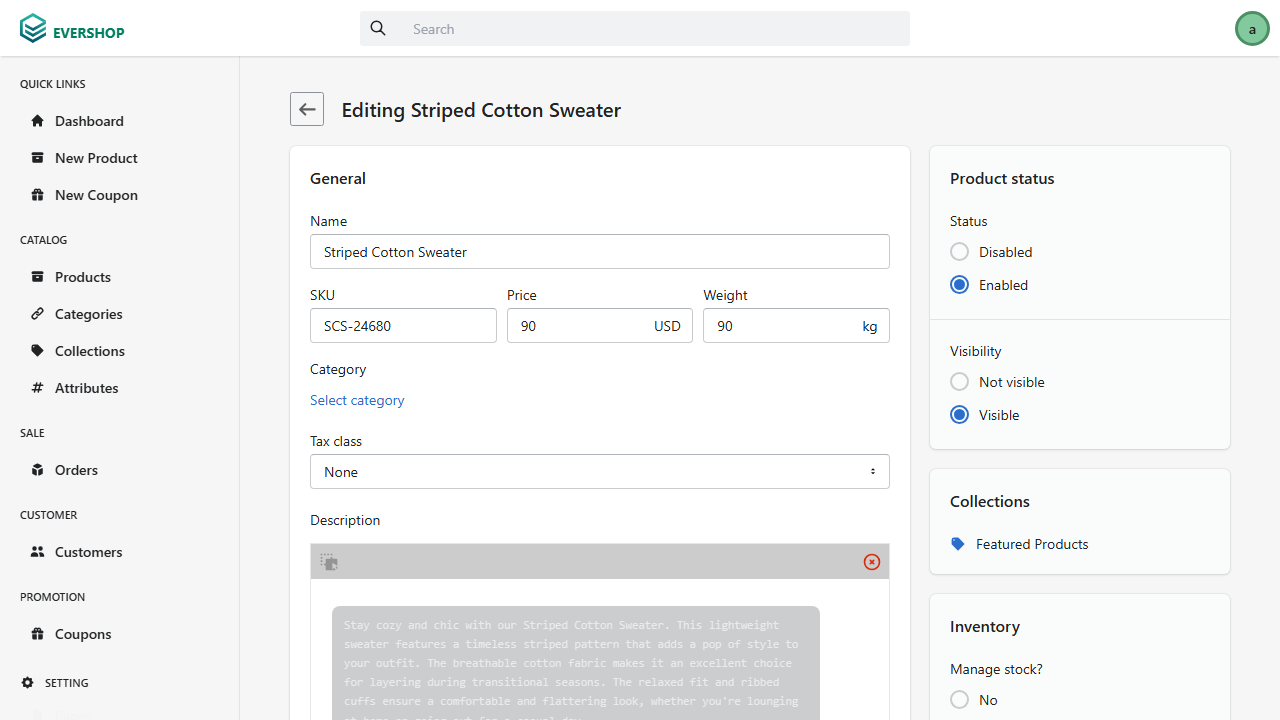 EVERSHOP
Search
a
QUICK LINKS
Dashboard
New Product
New Coupon
CATALOG
Products
Categories
Collections
Attributes
SALE
Orders
CUSTOMER
Customers
PROMOTION
Coupons
SETTING
Editing Striped Cotton Sweater
General
Name
Striped Cotton Sweater
SKU
Price
Weight
SCS-24680
90
USD
90
kg
Category
Select category
Tax class
None
Description
Stay cozy and chic with our Striped Cotton Sweater. This lightweight
sweater features a timeless striped pattern that adds a pop of style to
your outfit. The breathable cotton fabric makes it an excellent choice
for layering during transitional seasons. The relaxed fit and ribbed
cuffs ensure a comfortable and flattering look, whether you're lounging
Product status
Status
Disabled
Enabled
Visibility
Not visible
Visible
Collections
Featured Products
Inventory
Manage stock?
No